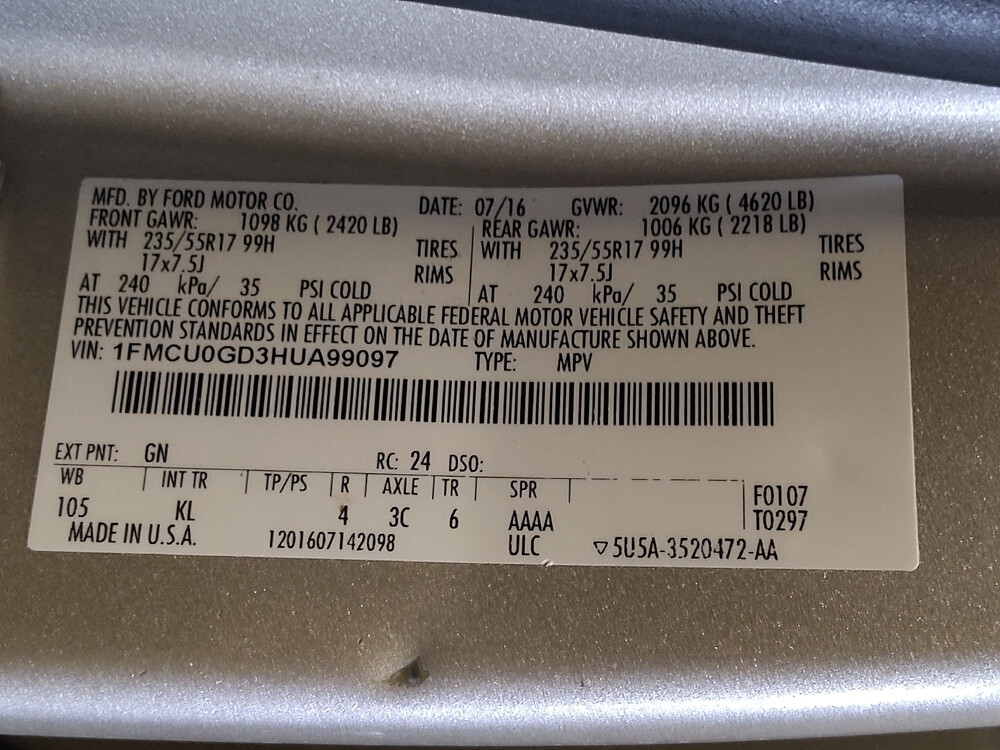 MFD. BY FORD MOTOR CO. DATE: 07/16 GVWR: 2096 KG ( 4620 LB)
FRONT GAWR: 1098 KG ( 2420 LB) REAR GAWR: 1006 KG ( 2218 LB)
WITH 235/55R17 99H TIRES WITH 235/55R17 99H TIRES
17x7.5J RIMS 17x7.5J RIMS
AT 240 kPa/ 35 PSI COLD AT 240 kPa/ 35 PSI COLD
THIS VEHICLE CONFORMS TO ALL APPLICABLE FEDERAL MOTOR VEHICLE SAFETY AND THEFT
PREVENTION STANDARDS IN EFFECT ON THE DATE OF MANUFACTURE SHOWN ABOVE.
VIN: 1FMCU0GD3HUA99097 TYPE: MPV
EXT PNT: GN RC: 24 DSO:
WB INT TR TP/PS R AXLE TR SPR F0107
105 KL 4 3C 6 AAAA T0297
MADE IN U.S.A. 1201607142098 ULC ▽5U5A-3520472-AA